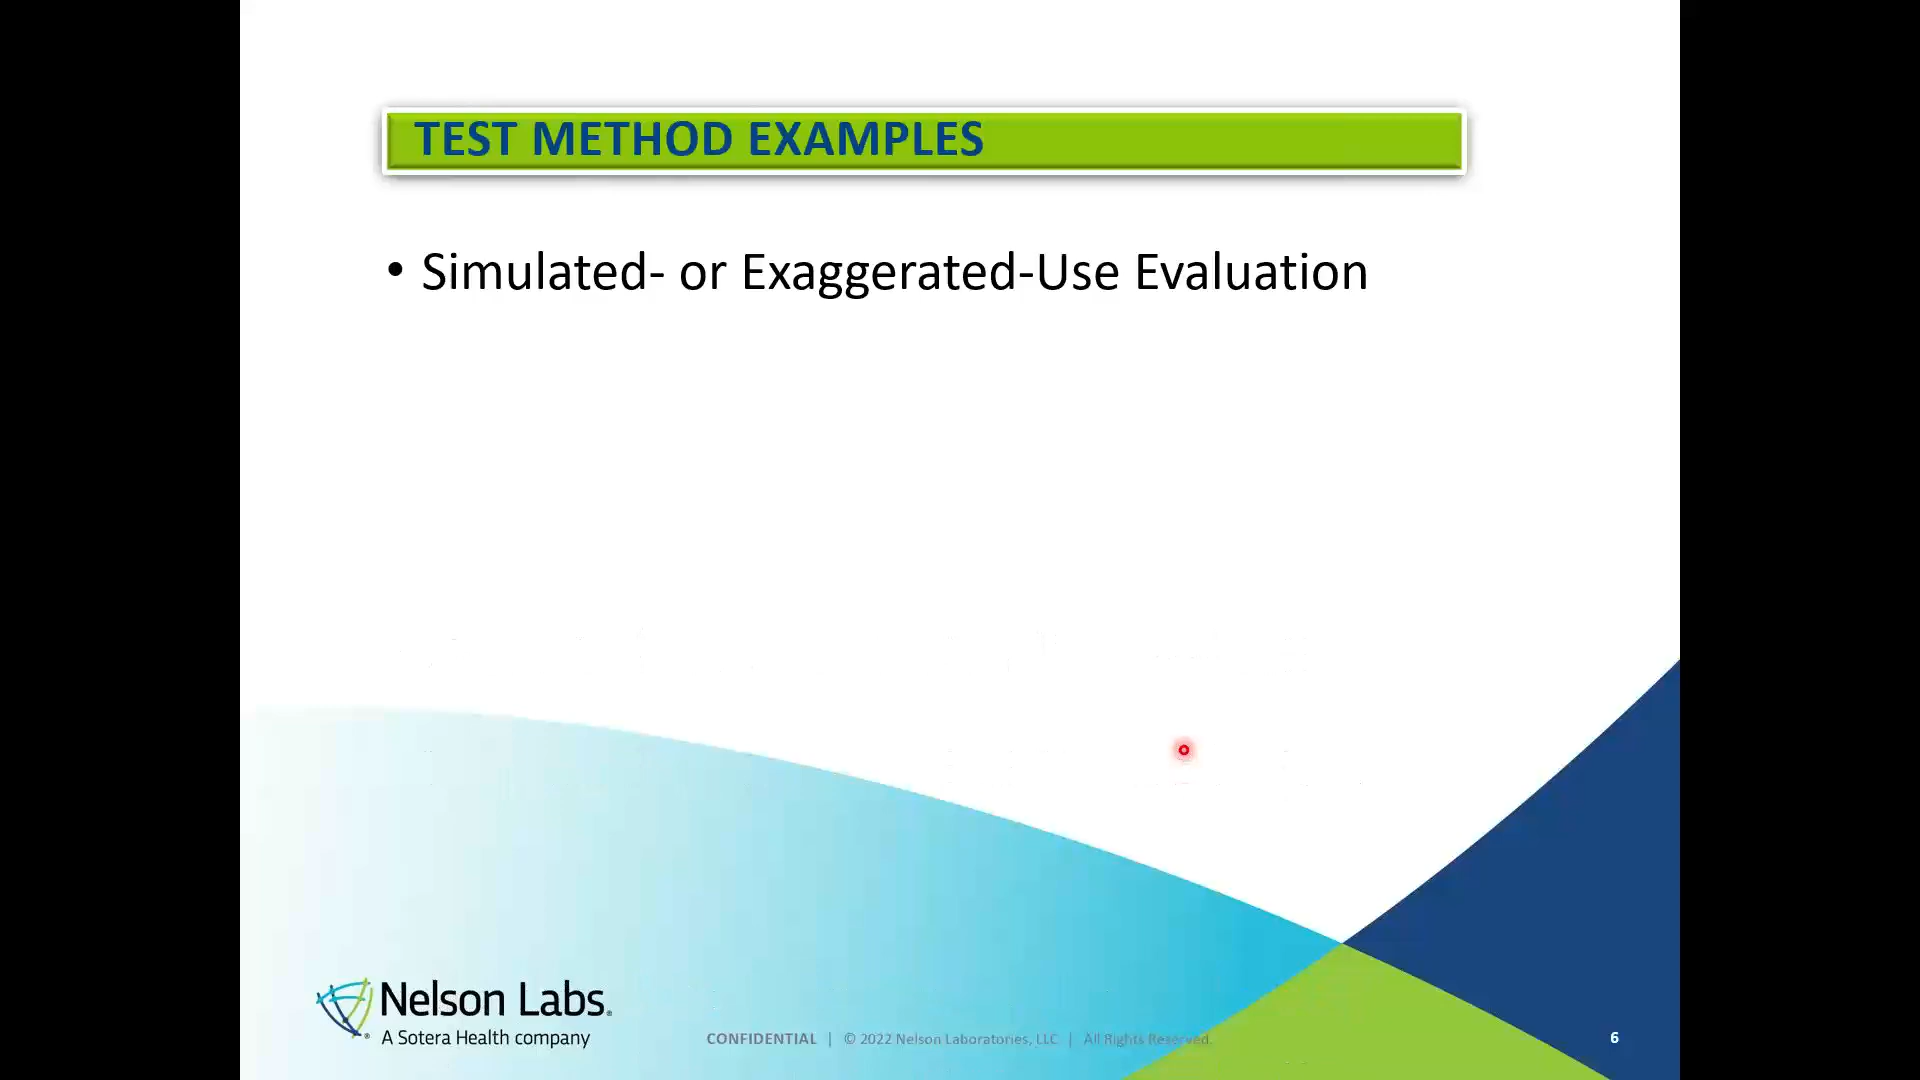 TEST METHOD EXAMPLES
• Simulated- or Exaggerated-Use Evaluation
Nelson Labs®
A Sotera Health company
CONFIDENTIAL | © 2022 Nelson Laboratories, LLC | All Rights Reserved.
6